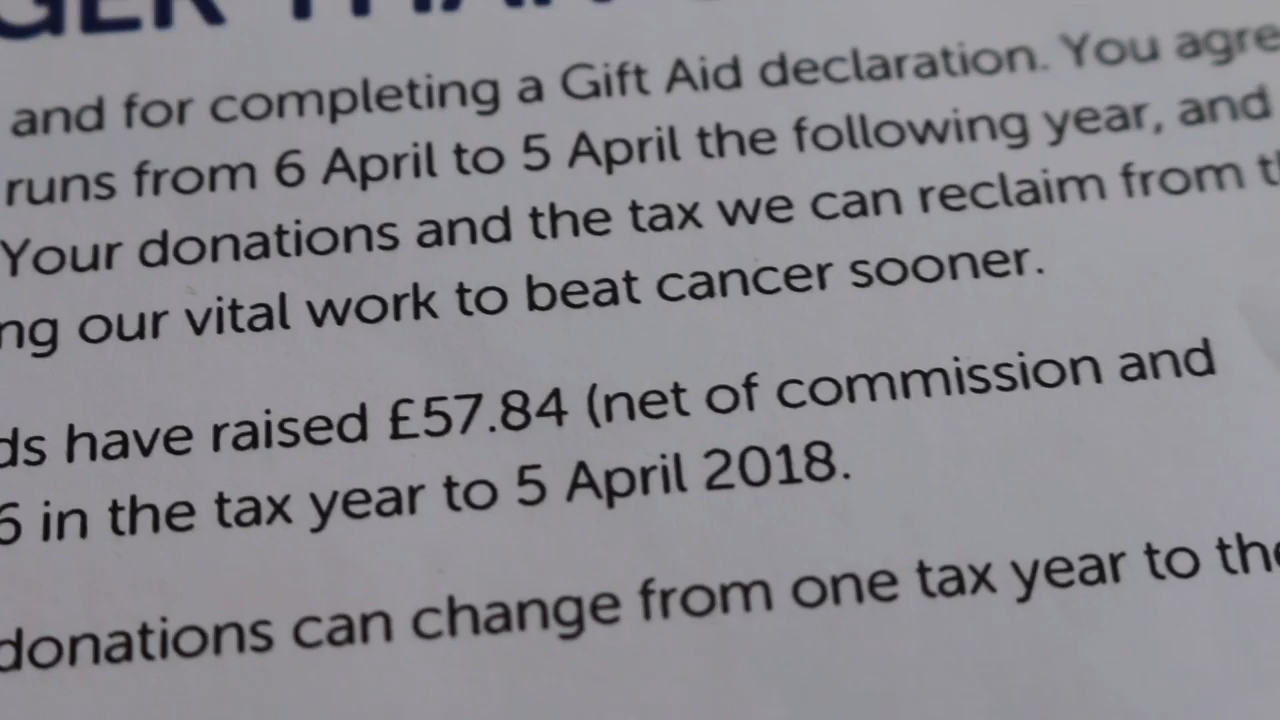 and for completing a Gift Aid declaration. You agre
runs from 6 April to 5 April the following year, and
Your donations and the tax we can reclaim from th
ng our vital work to beat cancer sooner.
ds have raised £57.84 (net of commission and
6 in the tax year to 5 April 2018.
donations can change from one tax year to the